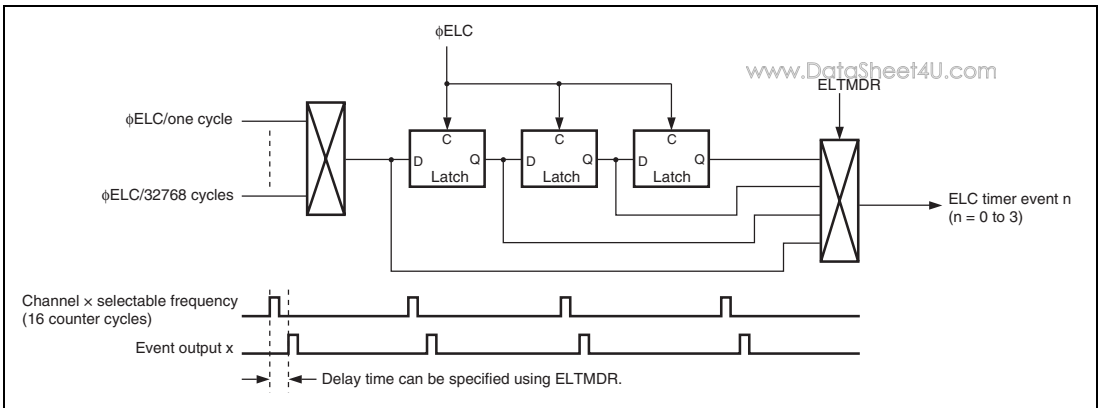 φELC
www.DataSheet4U.com
ELTMDR
φELC/one cycle
φELC/32768 cycles
C
D
Q
Latch
C
D
Q
Latch
C
D
Q
Latch
ELC timer event n
(n = 0 to 3)
Channel × selectable frequency
(16 counter cycles)
Event output x
Delay time can be specified using ELTMDR.